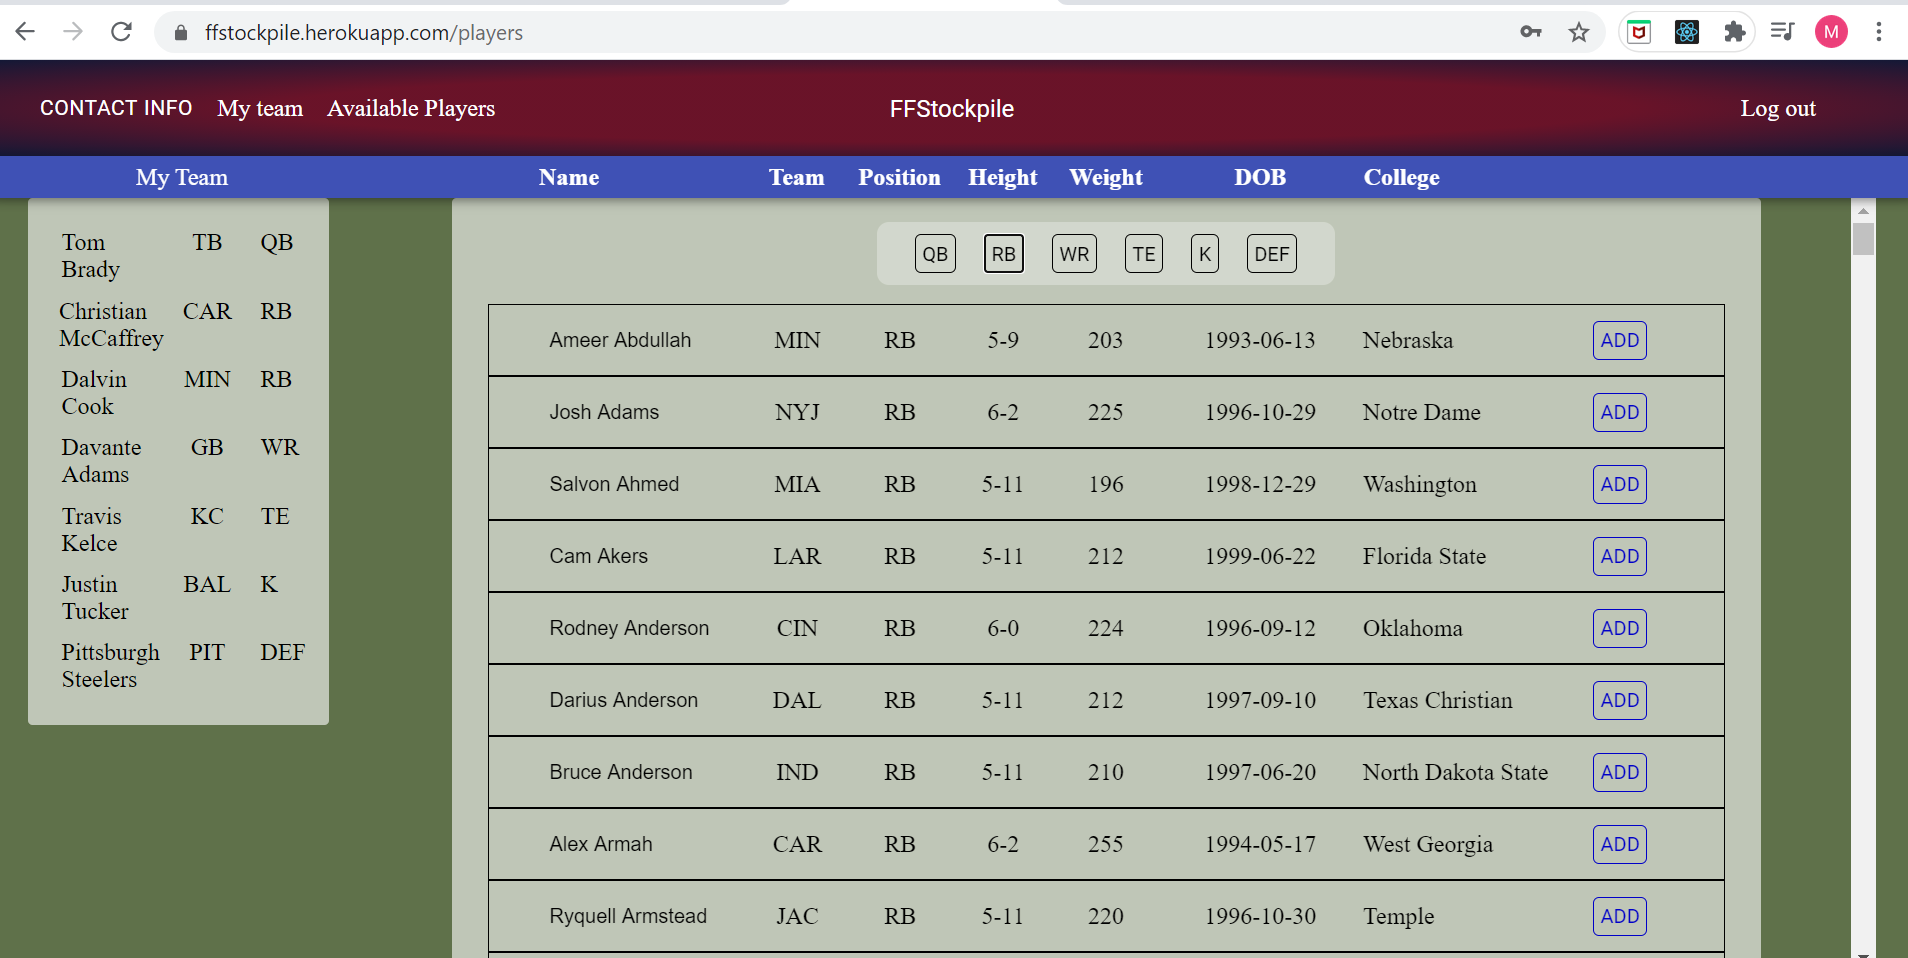 ffstockpile.herokuapp.com/players
M
CONTACT INFO My team Available Players FFStockpile Log out
My Team Name Team Position Height Weight DOB College
Tom Brady TB QB
Christian McCaffrey CAR RB
Dalvin Cook MIN RB
Davante Adams GB WR
Travis Kelce KC TE
Justin Tucker BAL K
Pittsburgh Steelers PIT DEF
QB RB WR TE K DEF
Ameer Abdullah MIN RB 5-9 203 1993-06-13 Nebraska ADD
Josh Adams NYJ RB 6-2 225 1996-10-29 Notre Dame ADD
Salvon Ahmed MIA RB 5-11 196 1998-12-29 Washington ADD
Cam Akers LAR RB 5-11 212 1999-06-22 Florida State ADD
Rodney Anderson CIN RB 6-0 224 1996-09-12 Oklahoma ADD
Darius Anderson DAL RB 5-11 212 1997-09-10 Texas Christian ADD
Bruce Anderson IND RB 5-11 210 1997-06-20 North Dakota State ADD
Alex Armah CAR RB 6-2 255 1994-05-17 West Georgia ADD
Ryquell Armstead JAC RB 5-11 220 1996-10-30 Temple ADD